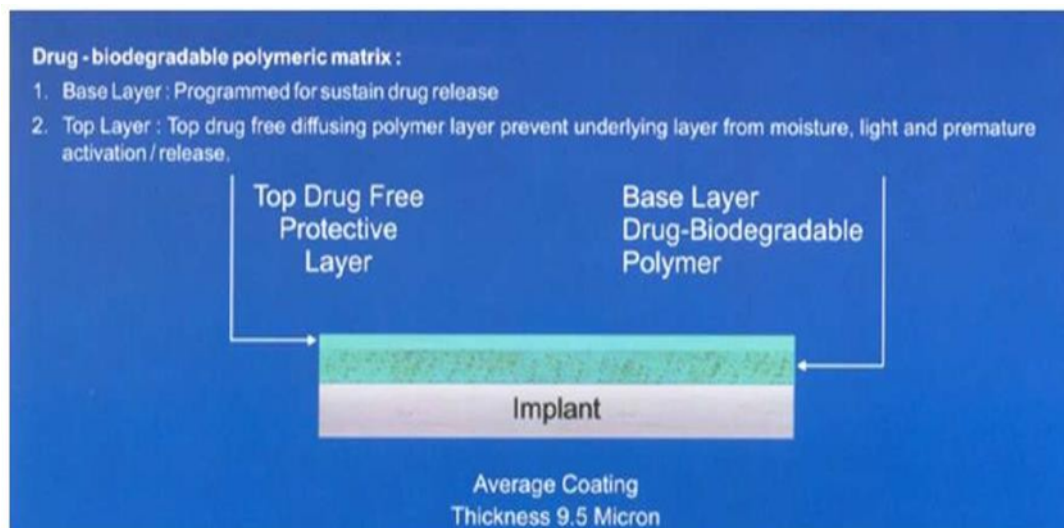 Drug - biodegradable polymeric matrix :
1. Base Layer : Programmed for sustain drug release
2. Top Layer : Top drug free diffusing polymer layer prevent underlying layer from moisture, light and premature
activation / release.
Top Drug Free
Protective
Layer
Base Layer
Drug-Biodegradable
Polymer
Implant
Average Coating
Thickness 9.5 Micron